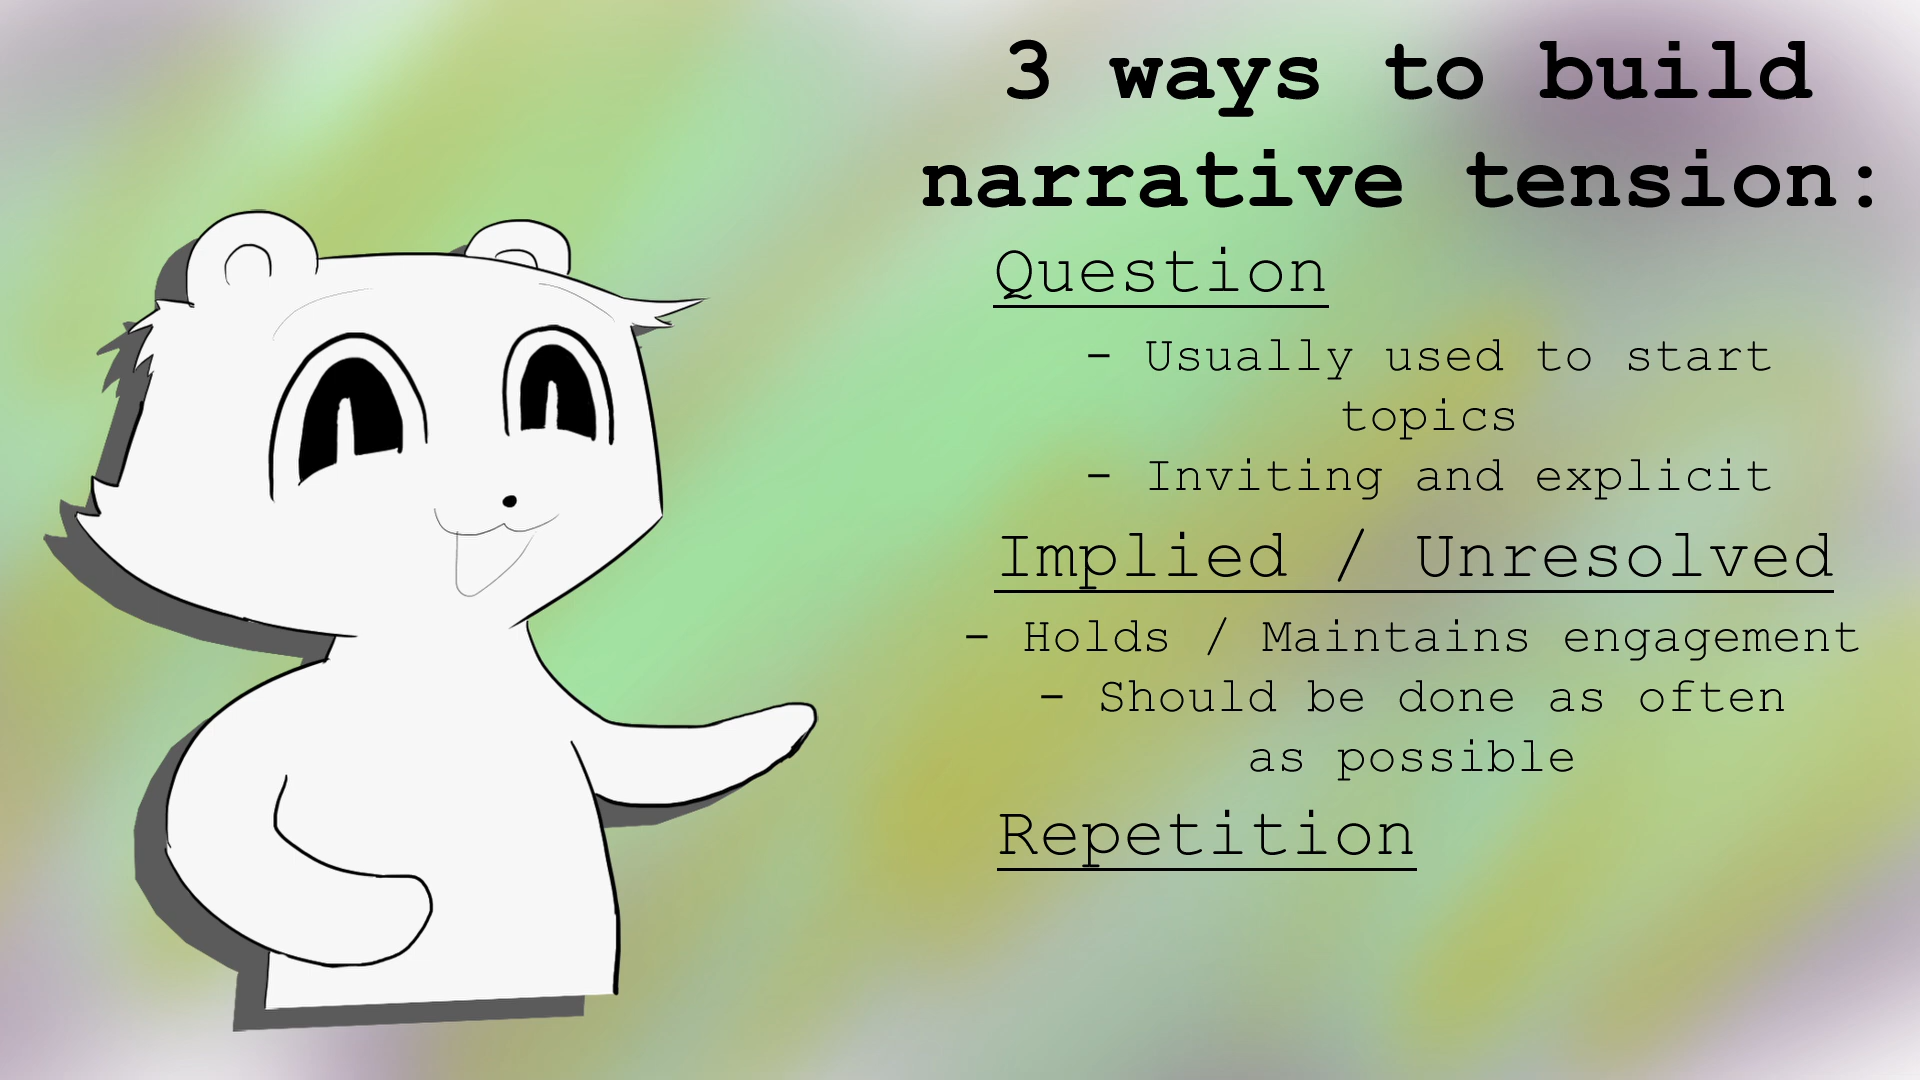 3 ways to build
narrative tension:
Question
- Usually used to start
topics
- Inviting and explicit
Implied / Unresolved
- Holds / Maintains engagement
- Should be done as often
as possible
Repetition